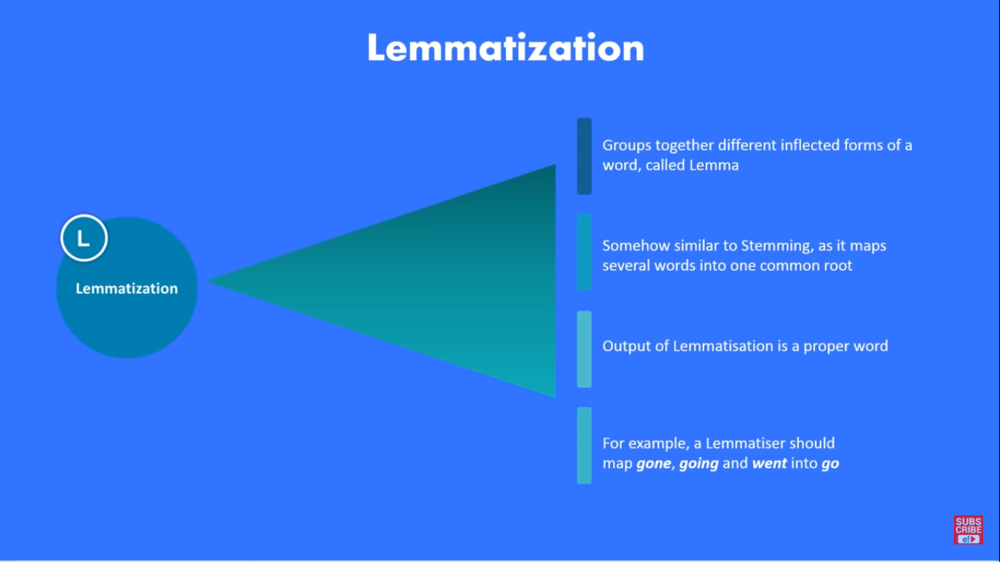 Lemmatization
L
Lemmatization
Groups together different inflected forms of a
word, called Lemma
Somehow similar to Stemming, as it maps
several words into one common root
Output of Lemmatisation is a proper word
For example, a Lemmatiser should
map gone, going and went into go
SUBS
CRIBE
e!